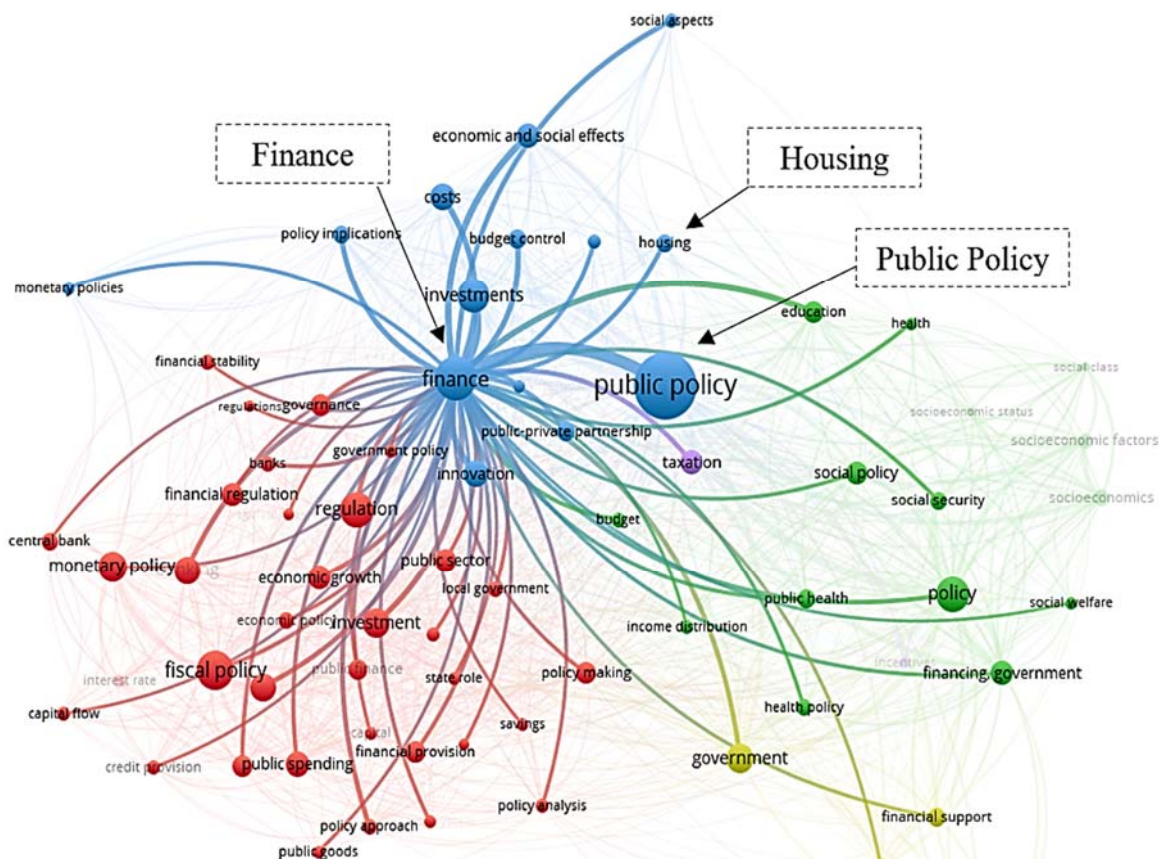 social aspects
economic and social effects
Finance
Housing
costs
policy implications
budget control
housing
Public Policy
monetary policies
investments
education
health
financial stability
finance
public policy
social class
regulations
governance
socioeconomic status
public-private partnership
government policy
socioeconomic factors
banks
taxation
innovation
social policy
financial regulation
social security
socioeconomics
regulation
budget
central bank
monetary policy
public sector
economic growth
local government
policy
public health
social welfare
economic policy
investment
income distribution
incentives
fiscal policy
public finance
policy making
financing, government
interest rate
state role
capital flow
health policy
savings
capital
financial provision
government
credit provision
public spending
policy analysis
financial support
policy approach
public goods